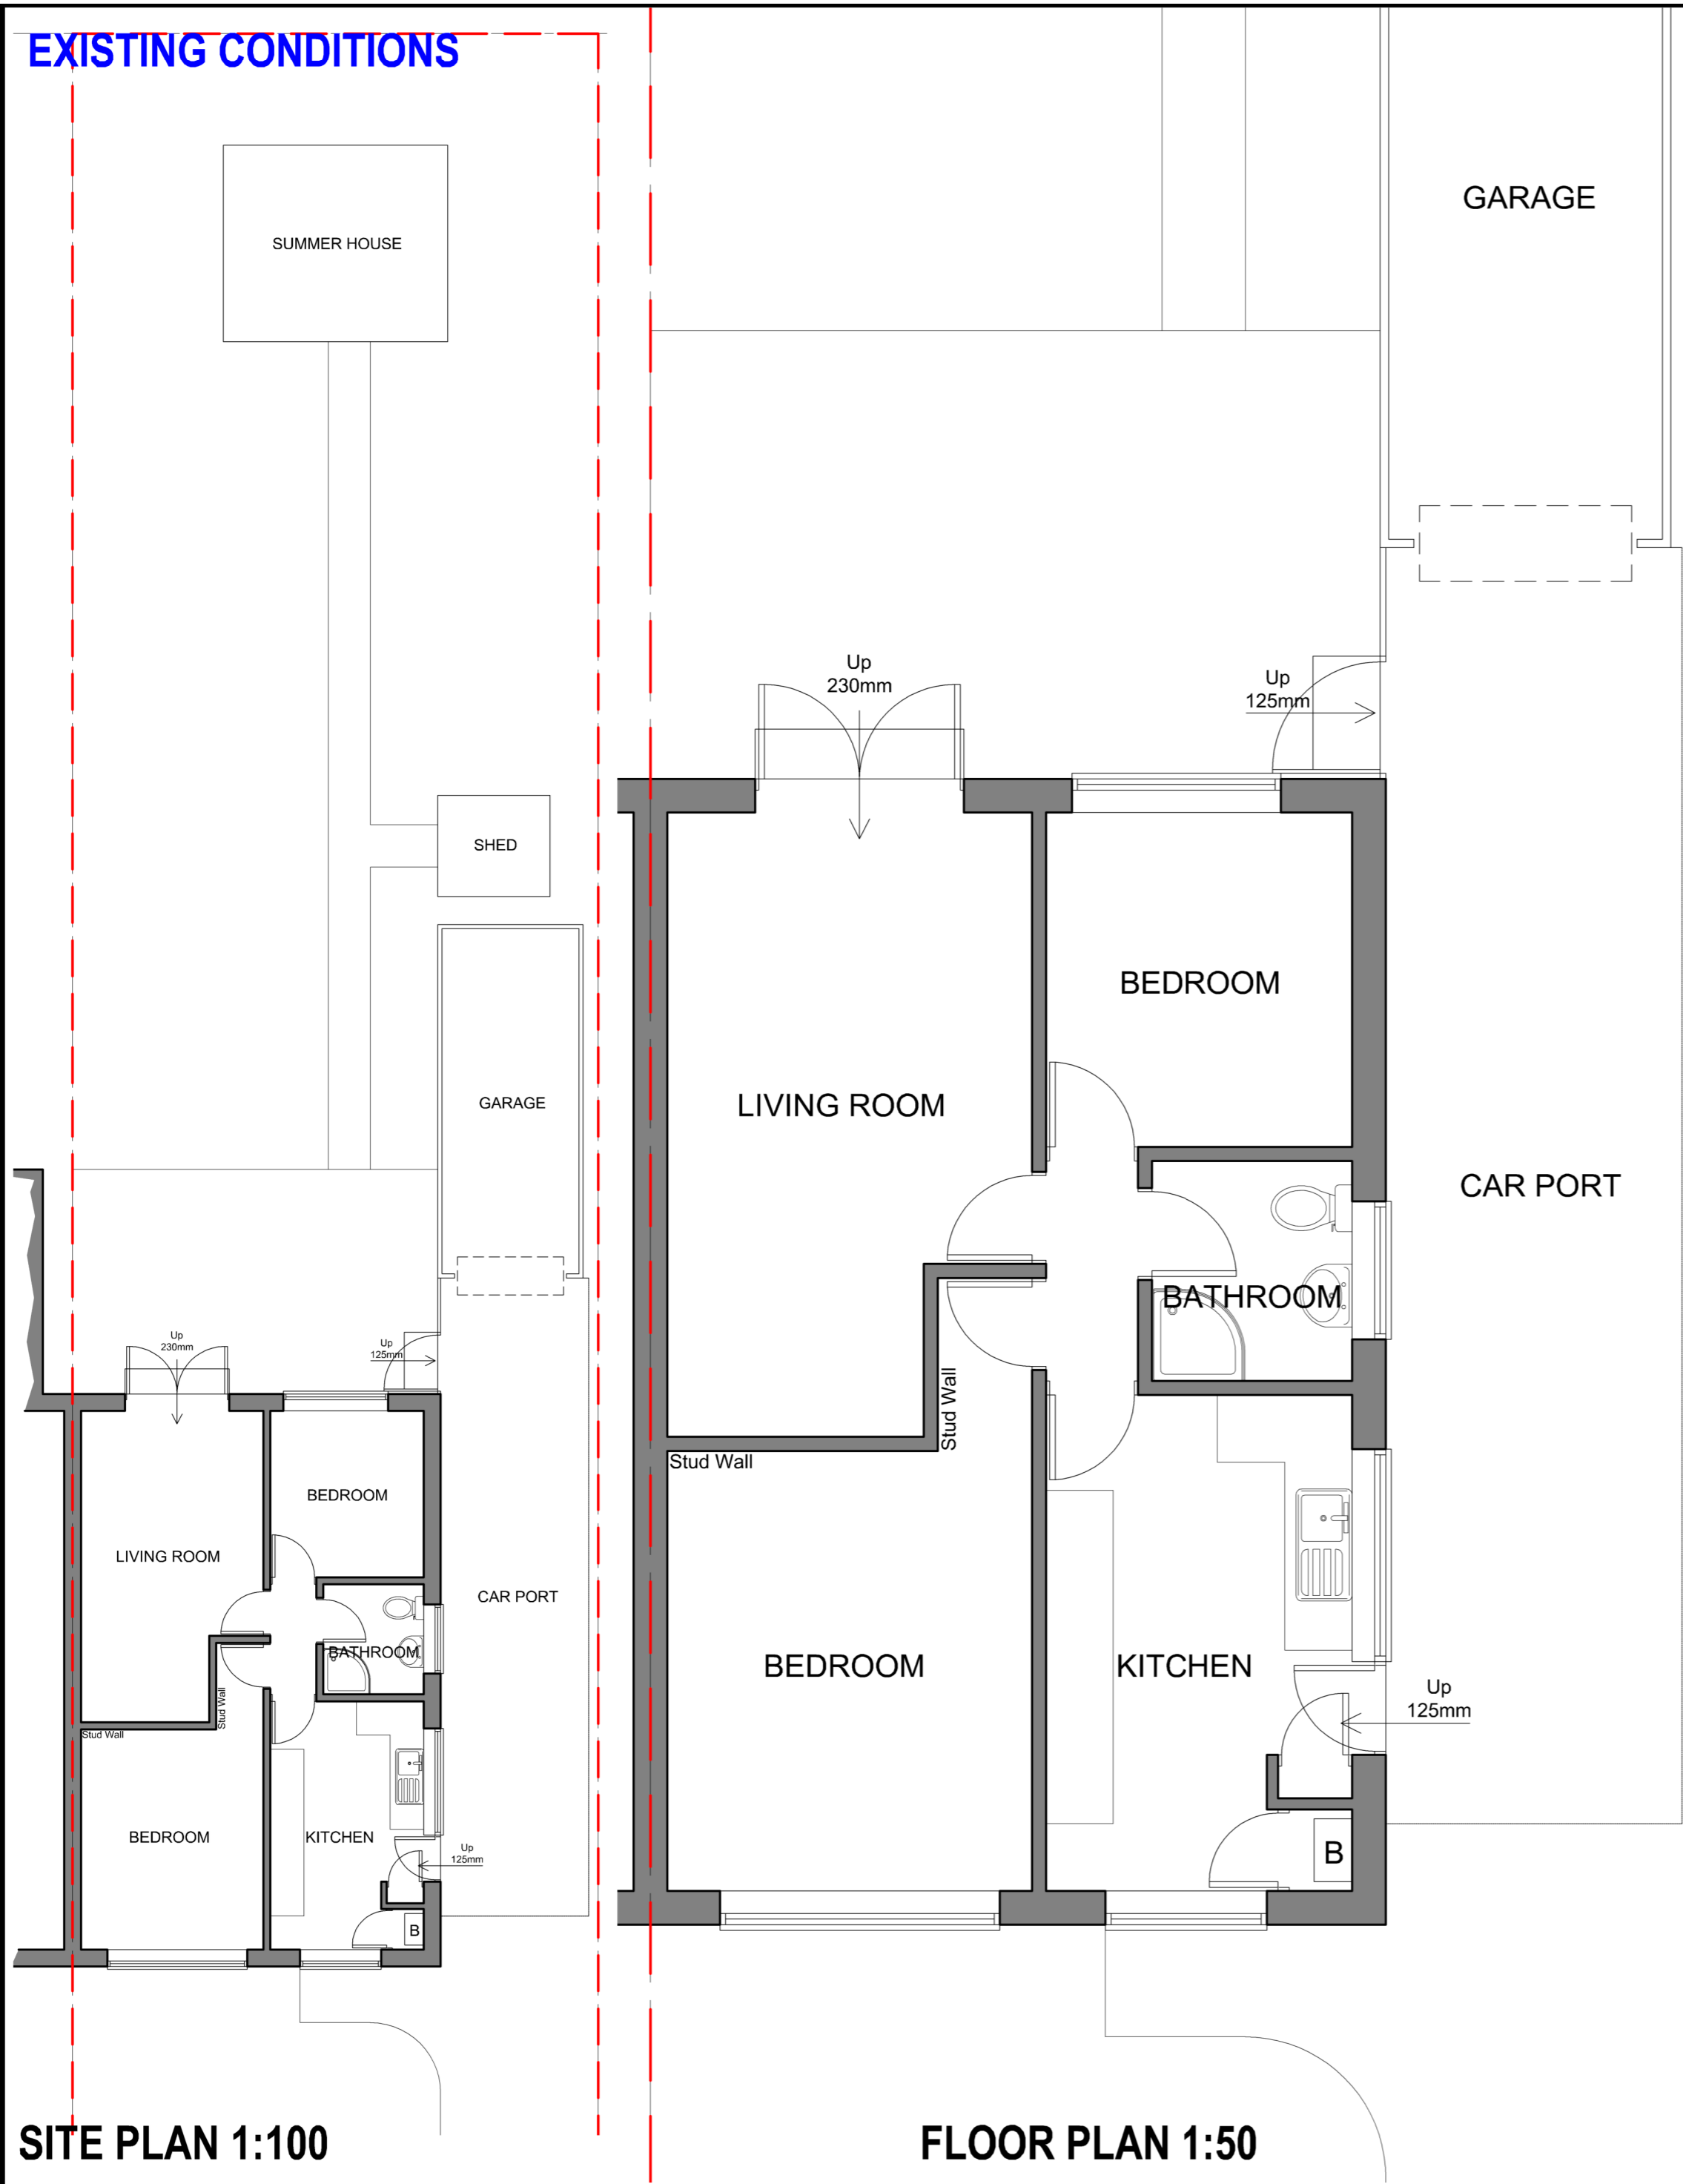 EXISTING CONDITIONS
SUMMER HOUSE
SHED
GARAGE
Up
230mm
Up
125mm
BEDROOM
LIVING ROOM
CAR PORT
BATHROOM
Stud Wall
Stud Wall
BEDROOM
KITCHEN
Up
125mm
B
SITE PLAN 1:100
GARAGE
Up
230mm
Up
125mm
BEDROOM
LIVING ROOM
CAR PORT
BATHROOM
Stud Wall
Stud Wall
BEDROOM
KITCHEN
Up
125mm
B
FLOOR PLAN 1:50